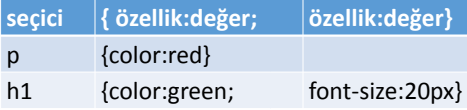 seçici { özellik:değer; özellik:değer}
p {color:red}
h1 {color:green; font-size:20px}